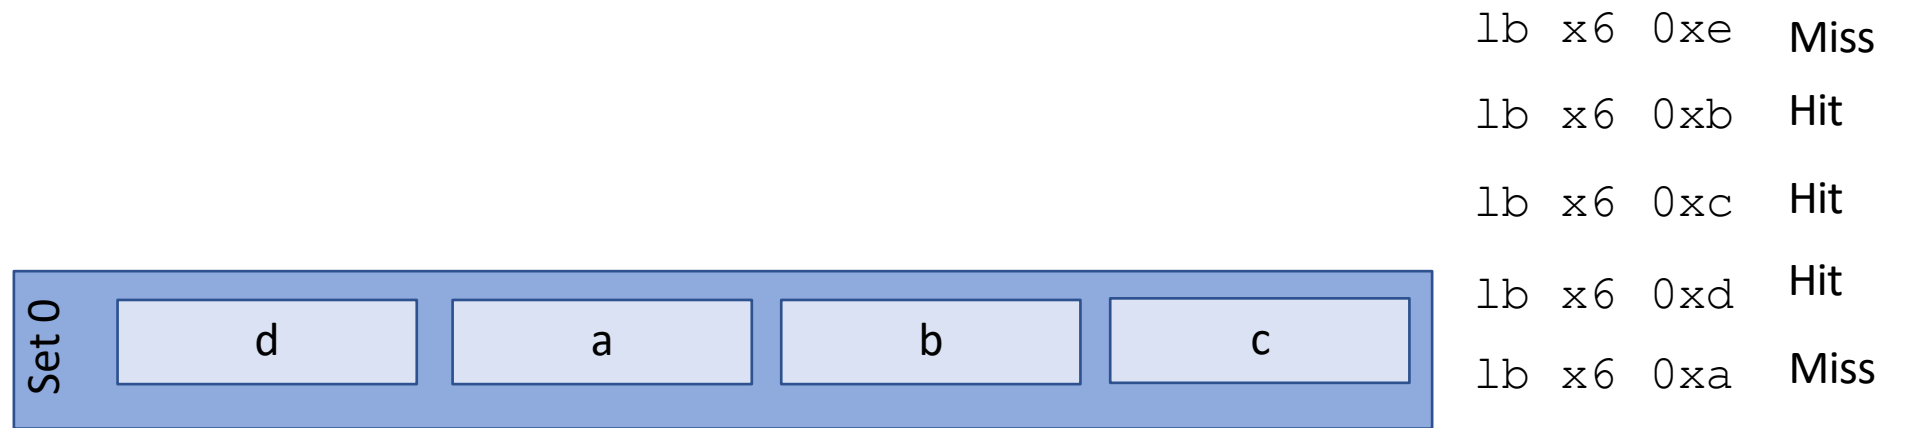 lb x6 0xe Miss
lb x6 0xb Hit
lb x6 0xc Hit
lb x6 0xd Hit
lb x6 0xa Miss
Set 0
d a b c